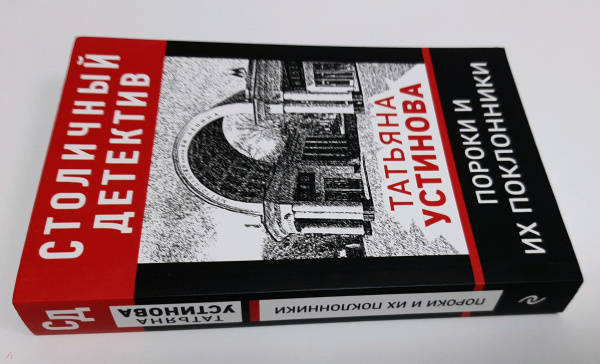 СТОЛИЧНЫЙ
ДЕТЕКТИВ
ТАТЬЯНА
УСТИНОВА
ПОРОКИ И
ИХ ПОКЛОННИКИ
СД
ТАТЬЯНА
УСТИНОВА
ПОРОКИ И ИХ ПОКЛОННИКИ